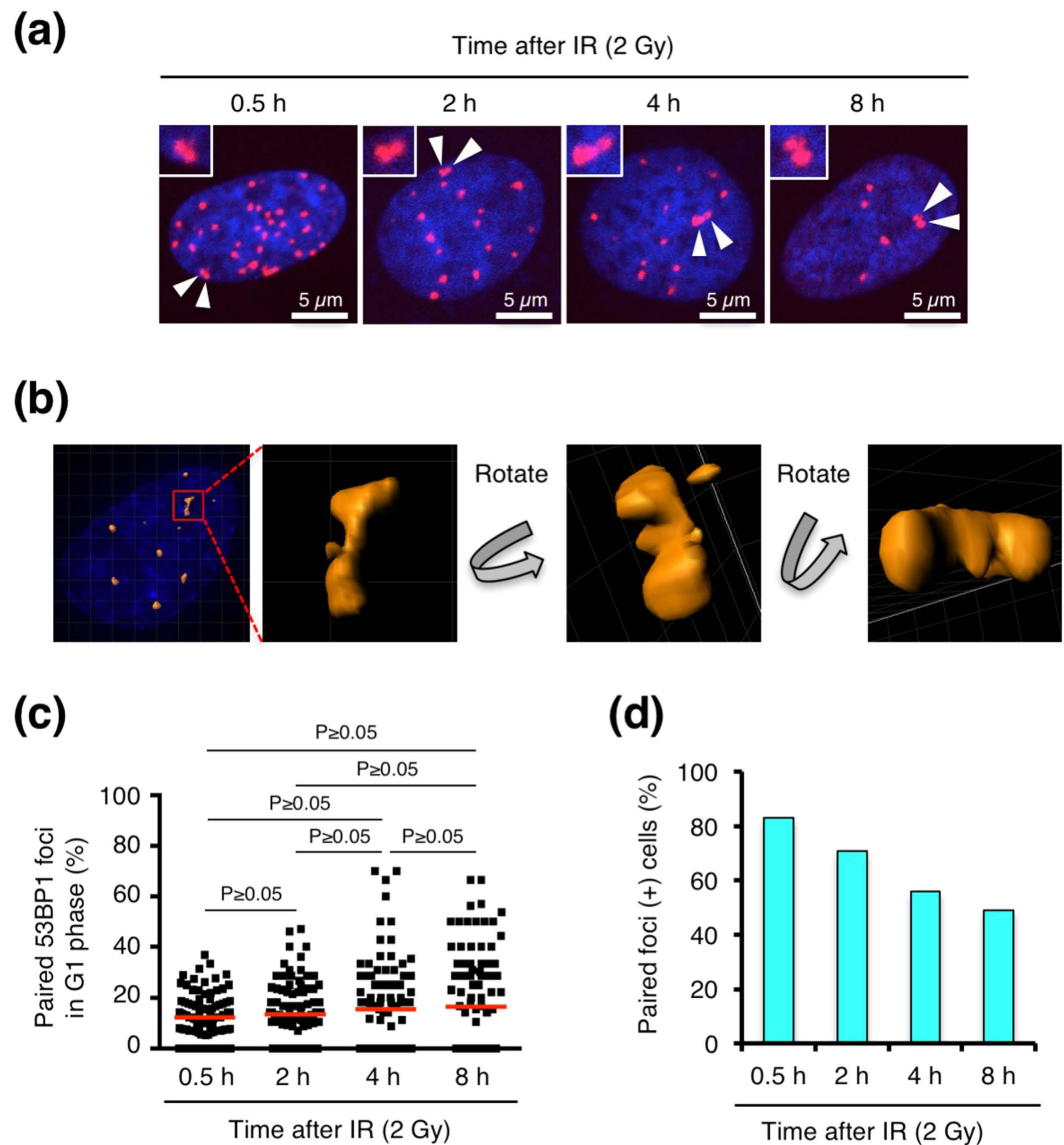 (a)
Time after IR (2 Gy)
0.5 h 2 h 4 h 8 h
5 µm 5 µm 5 µm 5 µm
(b)
Rotate Rotate
(c)
P≥0.05
P≥0.05
P≥0.05
P≥0.05 P≥0.05
P≥0.05
Paired 53BP1 foci
in G1 phase (%)
100
80
60
40
20
0
0.5 h 2 h 4 h 8 h
Time after IR (2 Gy)
(d)
Paired foci (+) cells (%)
100
80
60
40
20
0
0.5 h 2 h 4 h 8 h
Time after IR (2 Gy)